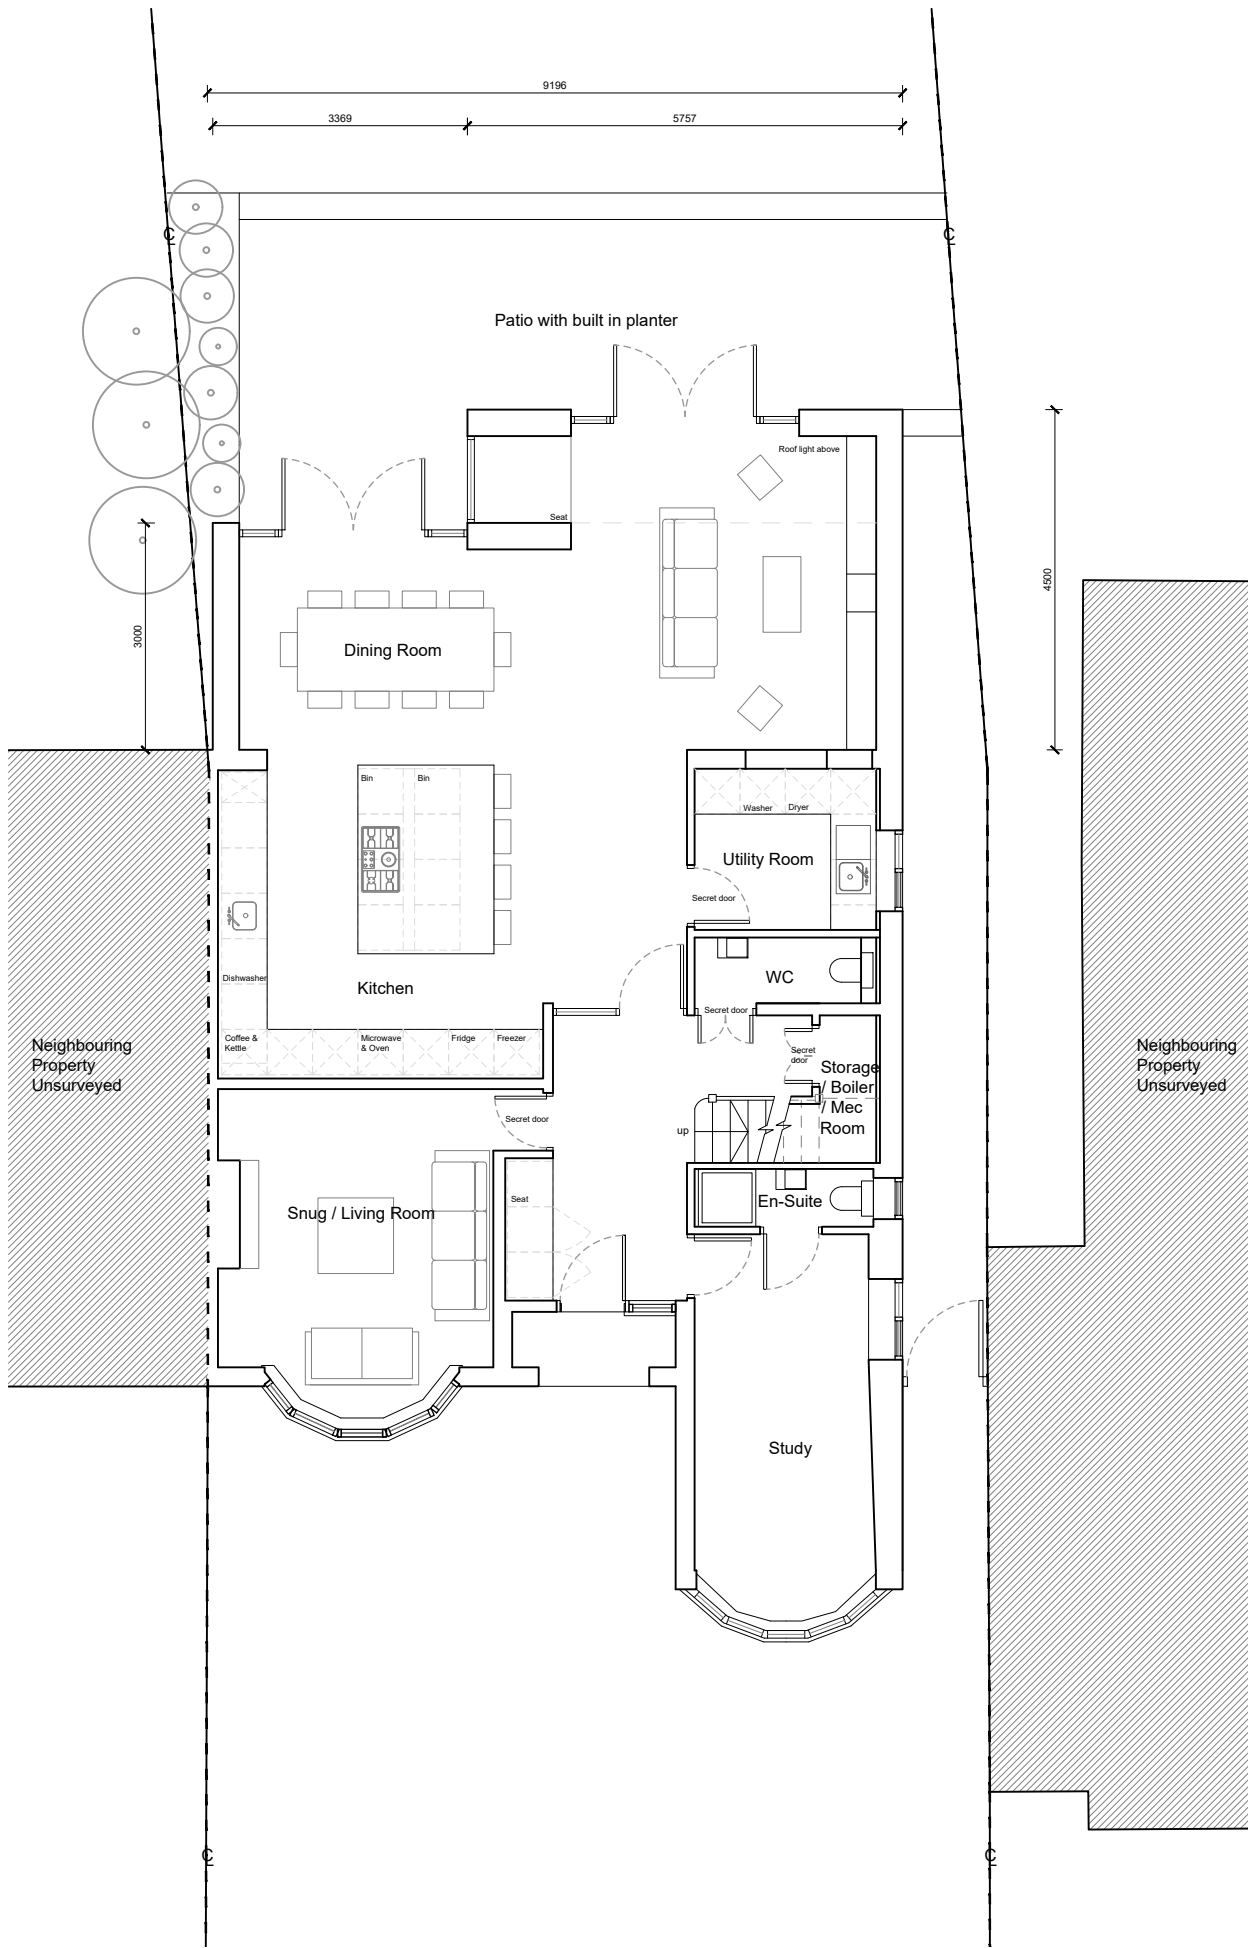 9196
3369
5757
℄
℄
Patio with built in planter
Roof light above
Seat
3000
4500
Dining Room
Bin
Bin
Washer
Dryer
Utility Room
Secret door
Dishwasher
WC
Kitchen
Secret door
Coffee &
Kettle
Microwave
& Oven
Fridge
Freezer
Neighbouring
Property
Unsurveyed
Secret
door
Storage
/ Boiler
/ Mec
Room
Neighbouring
Property
Unsurveyed
Secret door
up
Seat
En-Suite
Snug / Living Room
Study
℄
℄